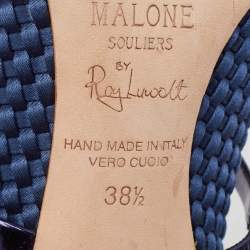 MALONE
SOULIERS
BY
Roy Luwolt
HAND MADE IN ITALY
VERO CUOIO
38½